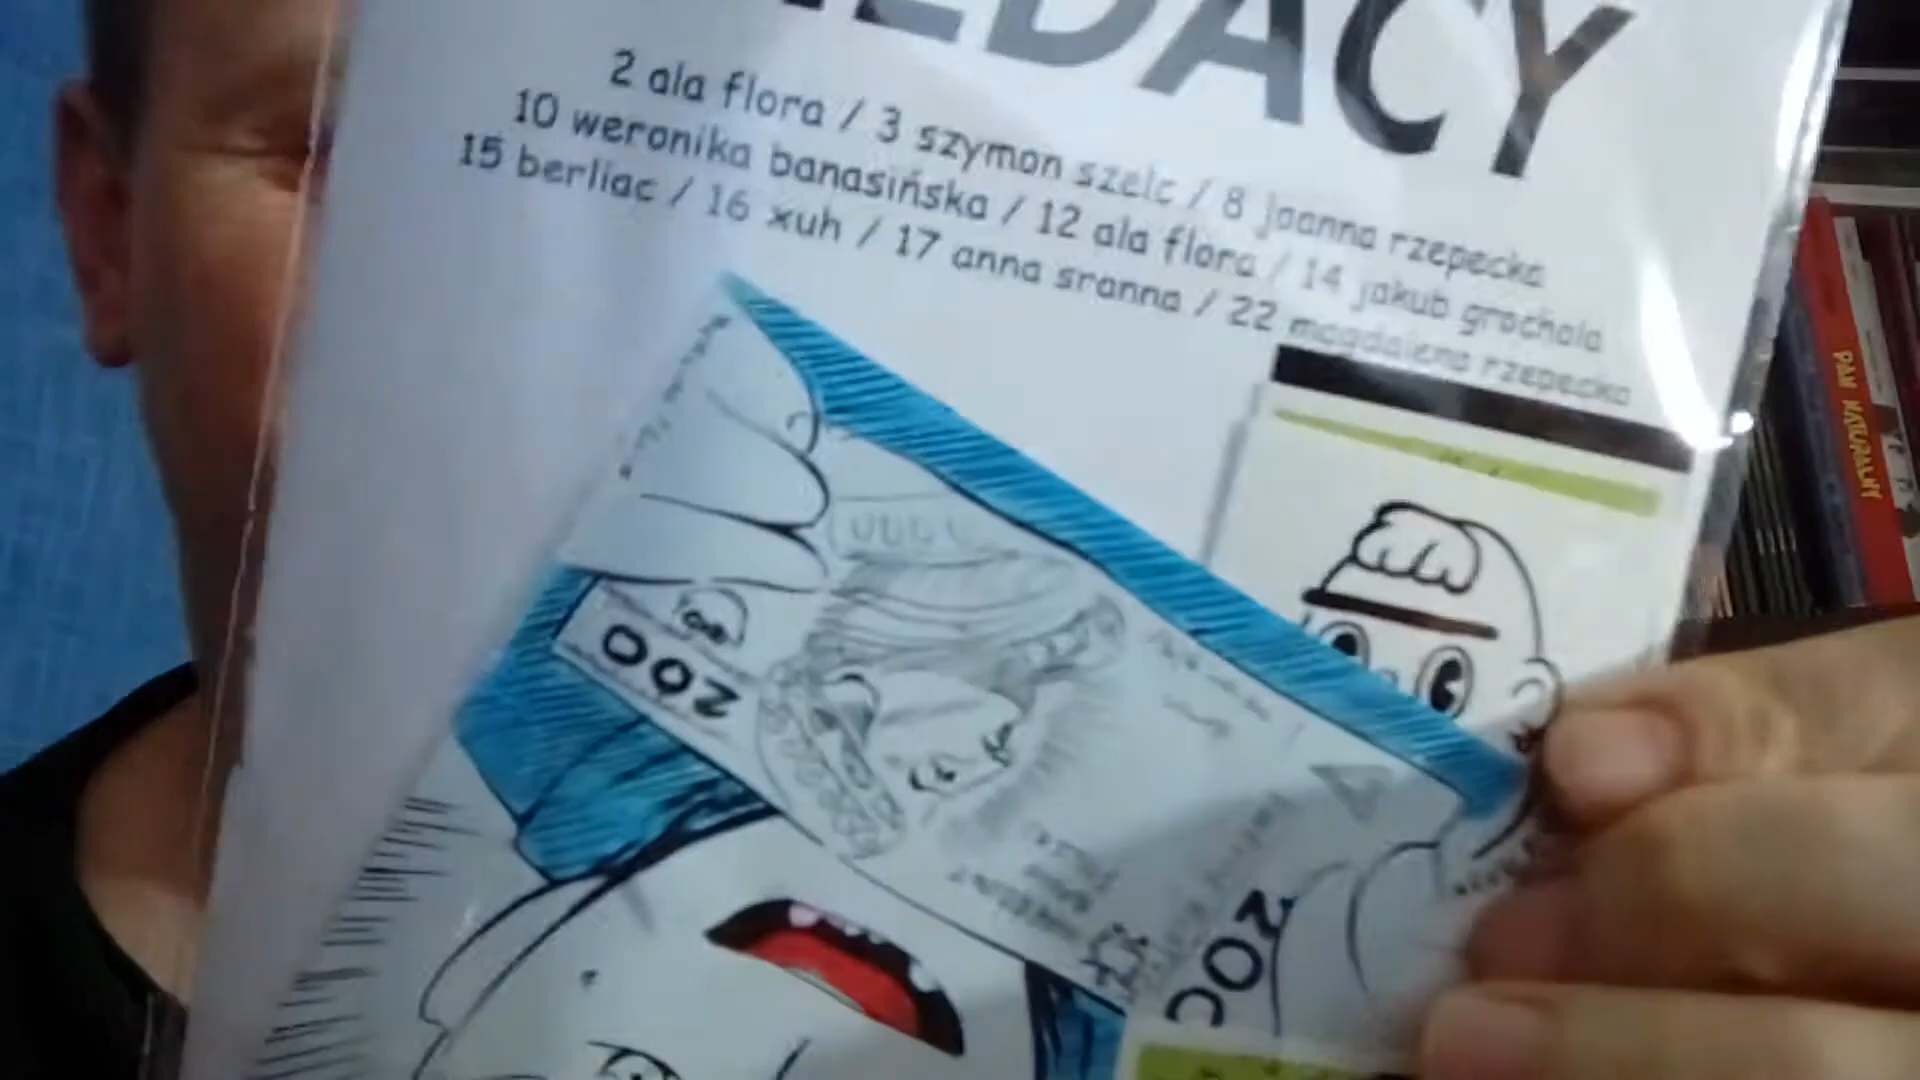 EDACY
2 ala flora / 3 szymon szelc / 8 joanna rzepecka
10 weronika banasińska / 12 ala flora / 14 jakub grochola
15 berliac / 16 xuh / 17 anna sranna / 22 magdalena rzepecka
PAN NATURALNY
200
200